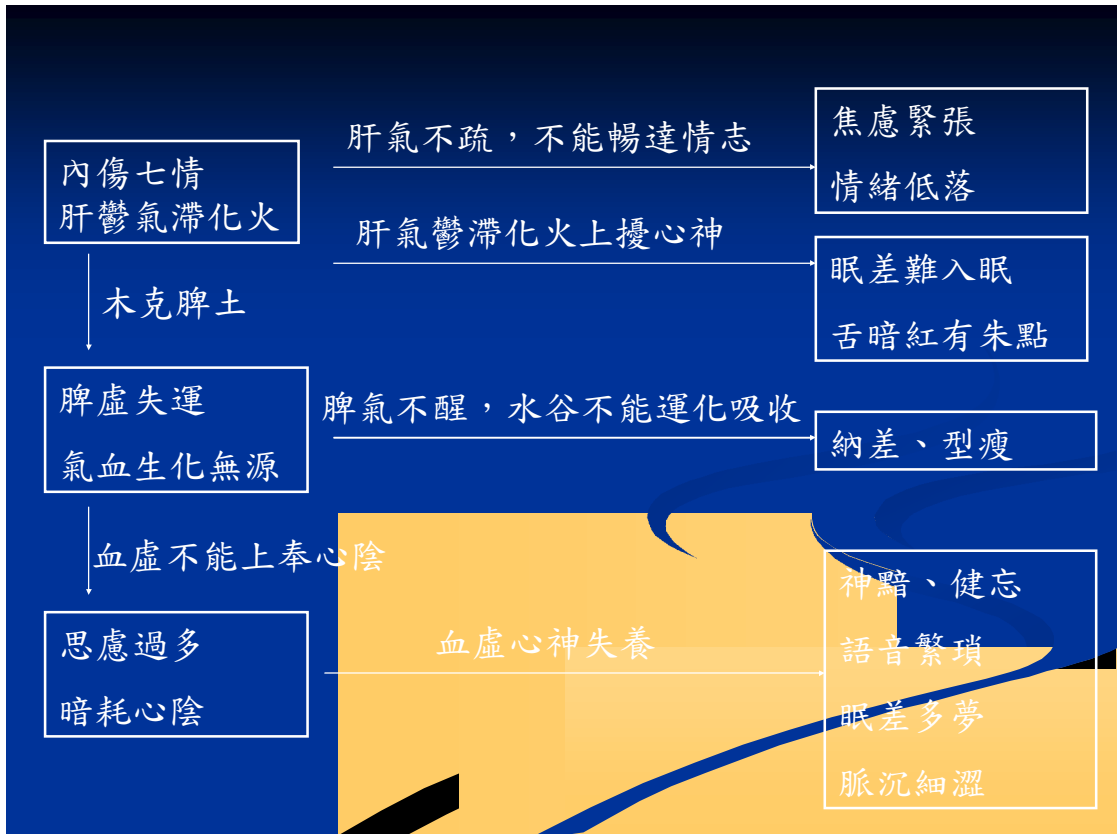 內傷七情
肝鬱氣滯化火
肝氣不疏，不能暢達情志
焦慮緊張
情緒低落
肝氣鬱滯化火上擾心神
眠差難入眠
舌暗紅有朱點
木克脾土
脾虛失運
氣血生化無源
脾氣不醒，水谷不能運化吸收
納差、型瘦
血虛不能上奉心陰
思慮過多
暗耗心陰
血虛心神失養
神黯、健忘
語音繁瑣
眠差多夢
脈沉細澀